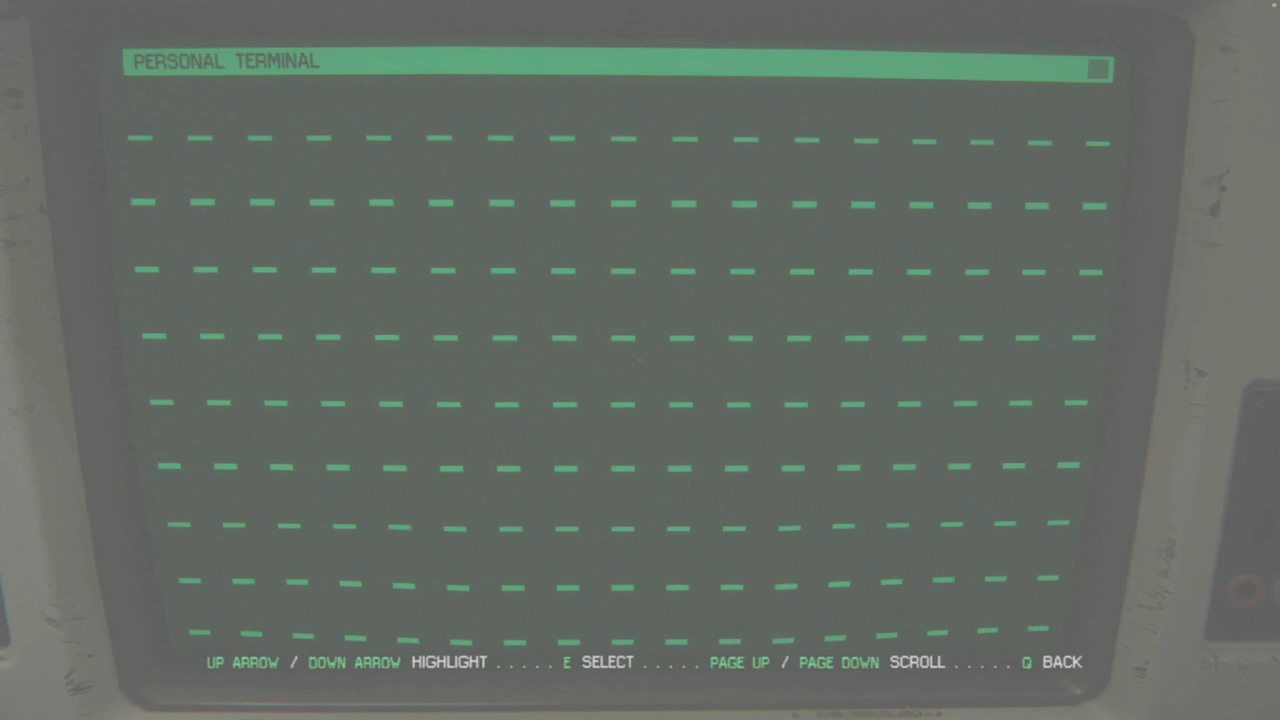 PERSONAL TERMINAL
UP ARROW / DOWN ARROW HIGHLIGHT ..... E SELECT ..... PAGE UP / PAGE DOWN SCROLL ..... Q BACK